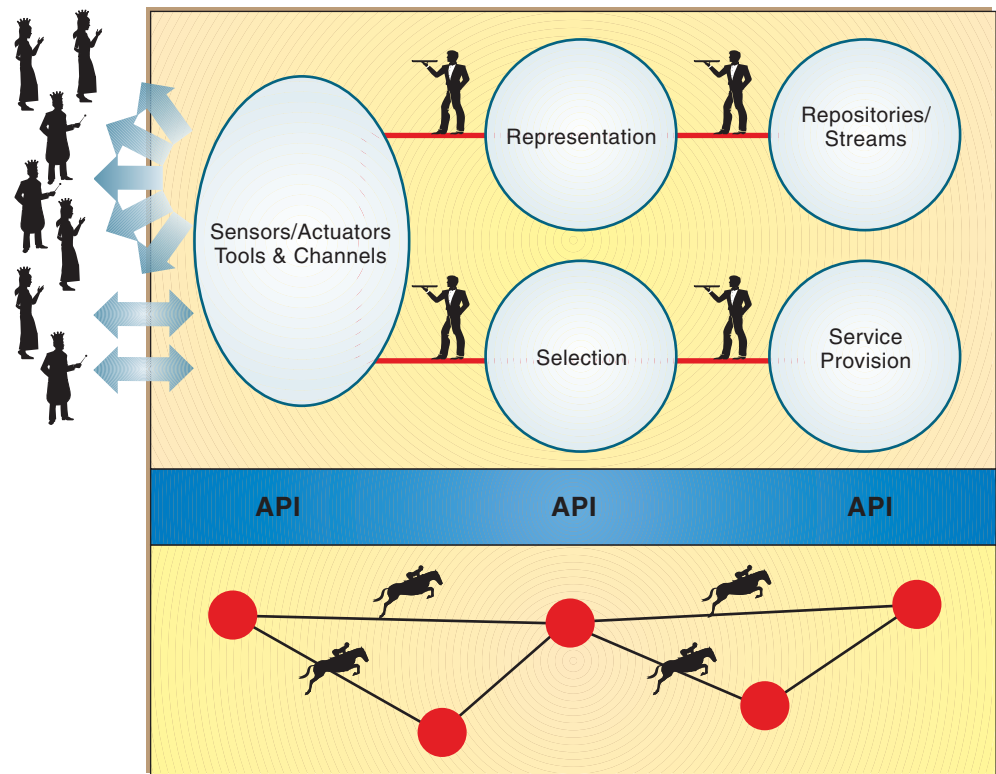 Representation
Repositories/
Streams
Sensors/Actuators
Tools & Channels
Selection
Service
Provision
API API API